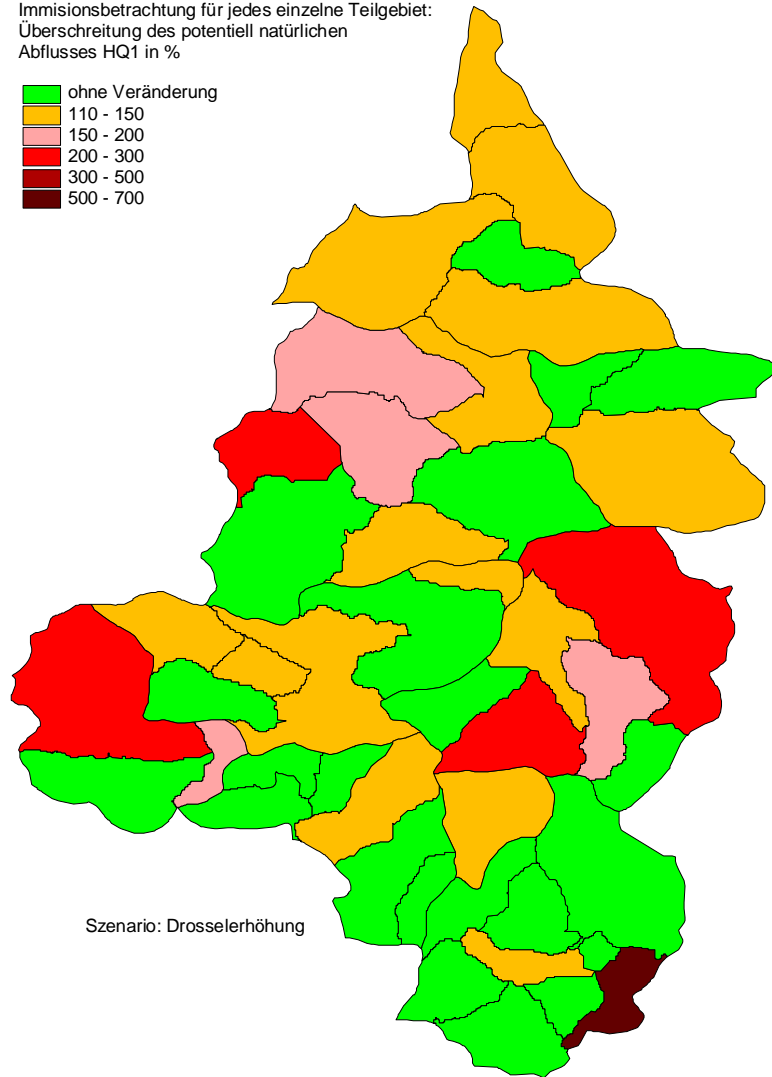 Immisionsbetrachtung für jedes einzelne Teilgebiet:
Überschreitung des potentiell natürlichen
Abflusses HQ1 in %
ohne Veränderung
110 - 150
150 - 200
200 - 300
300 - 500
500 - 700
Szenario: Drosselerhöhung